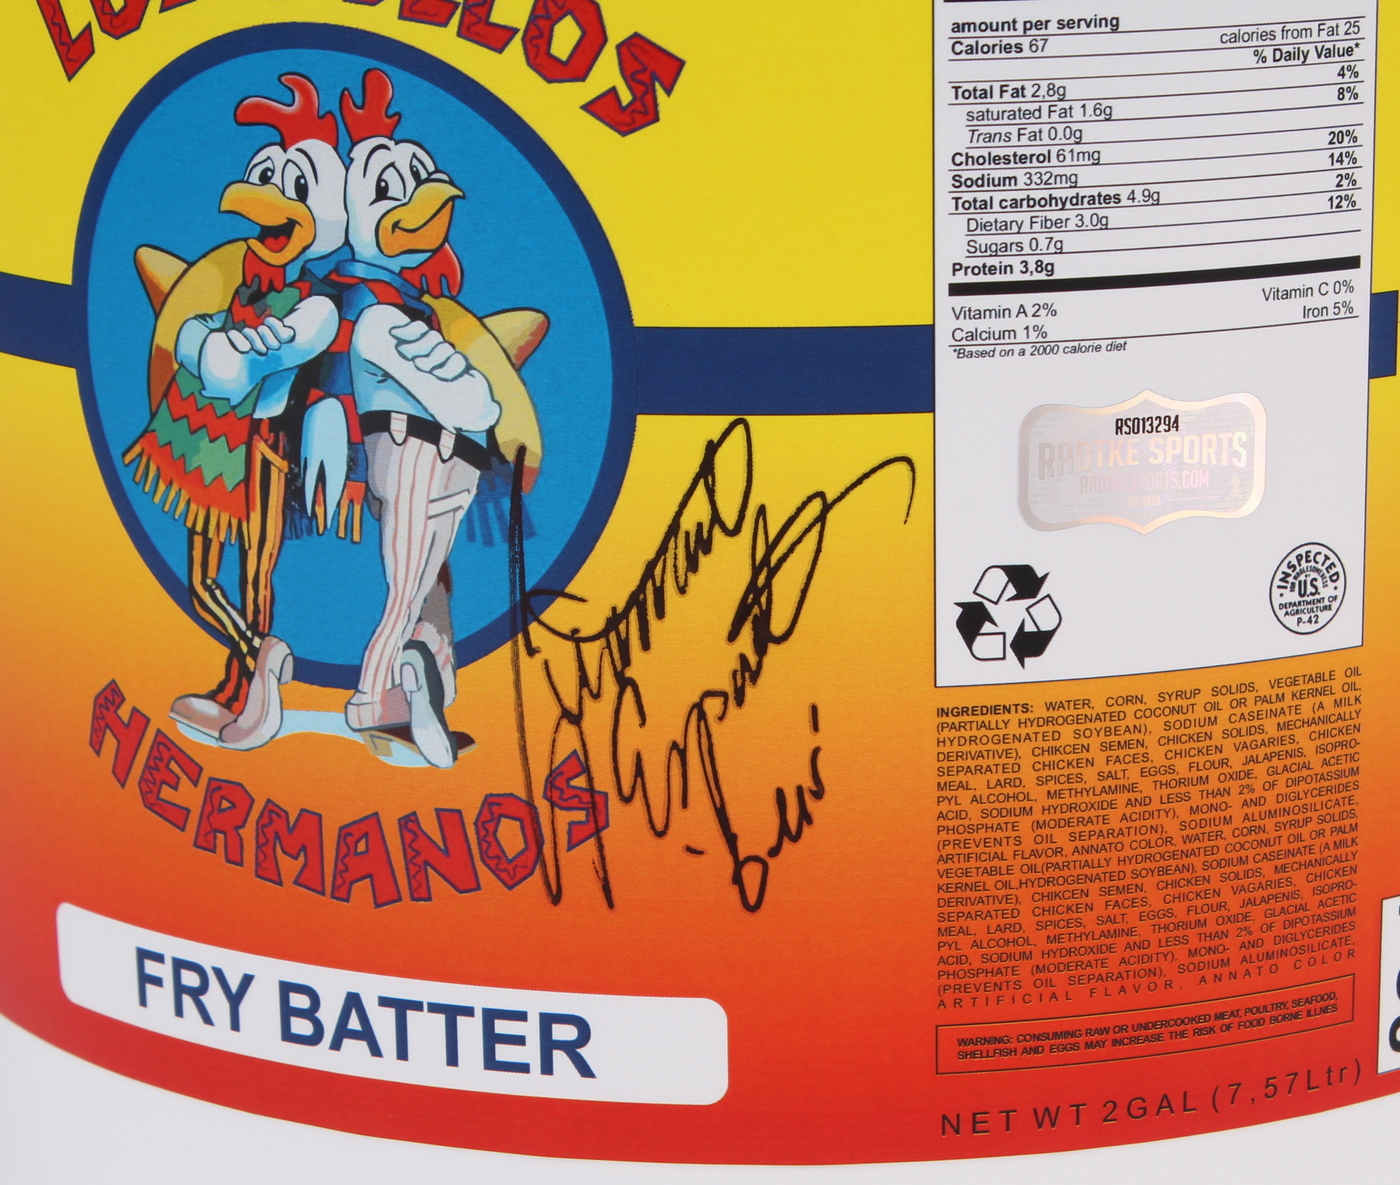 LOS POLLOS
HERMANOS
FRY BATTER
amount per serving
Calories 67 calories from Fat 25
% Daily Value*
Total Fat 2,8g 4%
saturated Fat 1.6g 8%
Trans Fat 0.0g
Cholesterol 61mg 20%
Sodium 332mg 14%
Total carbohydrates 4.9g 2%
Dietary Fiber 3.0g 12%
Sugars 0.7g
Protein 3,8g
Vitamin A 2% Vitamin C 0%
Calcium 1% Iron 5%
*Based on a 2000 calorie diet
RS013294
RADTKE SPORTS
RADTKESPORTS.COM
INSPECTED
FOR WHOLESOMENESS
BY
U.S.
DEPARTMENT OF
AGRICULTURE
P-42
INGREDIENTS: WATER, CORN, SYRUP SOLIDS, VEGETABLE OIL
(PARTIALLY HYDROGENATED COCONUT OIL OR PALM KERNEL OIL,
HYDROGENATED SOYBEAN), SODIUM CASEINATE (A MILK
DERIVATIVE), CHIKCEN SEMEN, CHICKEN SOLIDS, MECHANICALLY
SEPARATED CHICKEN FACES, CHICKEN VAGARIES, CHICKEN
MEAL, LARD, SPICES, SALT, EGGS, FLOUR, JALAPENIS, ISOPRO-
PYL ALCOHOL, METHYLAMINE, THORIUM OXIDE, GLACIAL ACETIC
ACID, SODIUM HYDROXIDE AND LESS THAN 2% OF DIPOTASSIUM
PHOSPHATE (MODERATE ACIDITY), MONO- AND DIGLYCERIDES
(PREVENTS OIL SEPARATION), SODIUM ALUMINOSILICATE,
ARTIFICIAL FLAVOR, ANNATO COLOR, WATER, CORN, SYRUP SOLIDS,
VEGETABLE OIL(PARTIALLY HYDROGENATED COCONUT OIL OR PALM
KERNEL OIL,HYDROGENATED SOYBEAN), SODIUM CASEINATE (A MILK
DERIVATIVE), CHIKCEN SEMEN, CHICKEN SOLIDS, MECHANICALLY
SEPARATED CHICKEN FACES, CHICKEN VAGARIES, CHICKEN
MEAL, LARD, SPICES, SALT, EGGS, FLOUR, JALAPENIS, ISOPRO-
PYL ALCOHOL, METHYLAMINE, THORIUM OXIDE, GLACIAL ACETIC
ACID, SODIUM HYDROXIDE AND LESS THAN 2% OF DIPOTASSIUM
PHOSPHATE (MODERATE ACIDITY), MONO- AND DIGLYCERIDES
(PREVENTS OIL SEPARATION), SODIUM ALUMINOSILICATE,
ARTIFICIAL FLAVOR, ANNATO COLOR
WARNING: CONSUMING RAW OR UNDERCOOKED MEAT, POULTRY, SEAFOOD,
SHELLFISH AND EGGS MAY INCREASE THE RISK OF FOOD BORNE ILLNES
NET WT 2GAL (7,57Ltr)